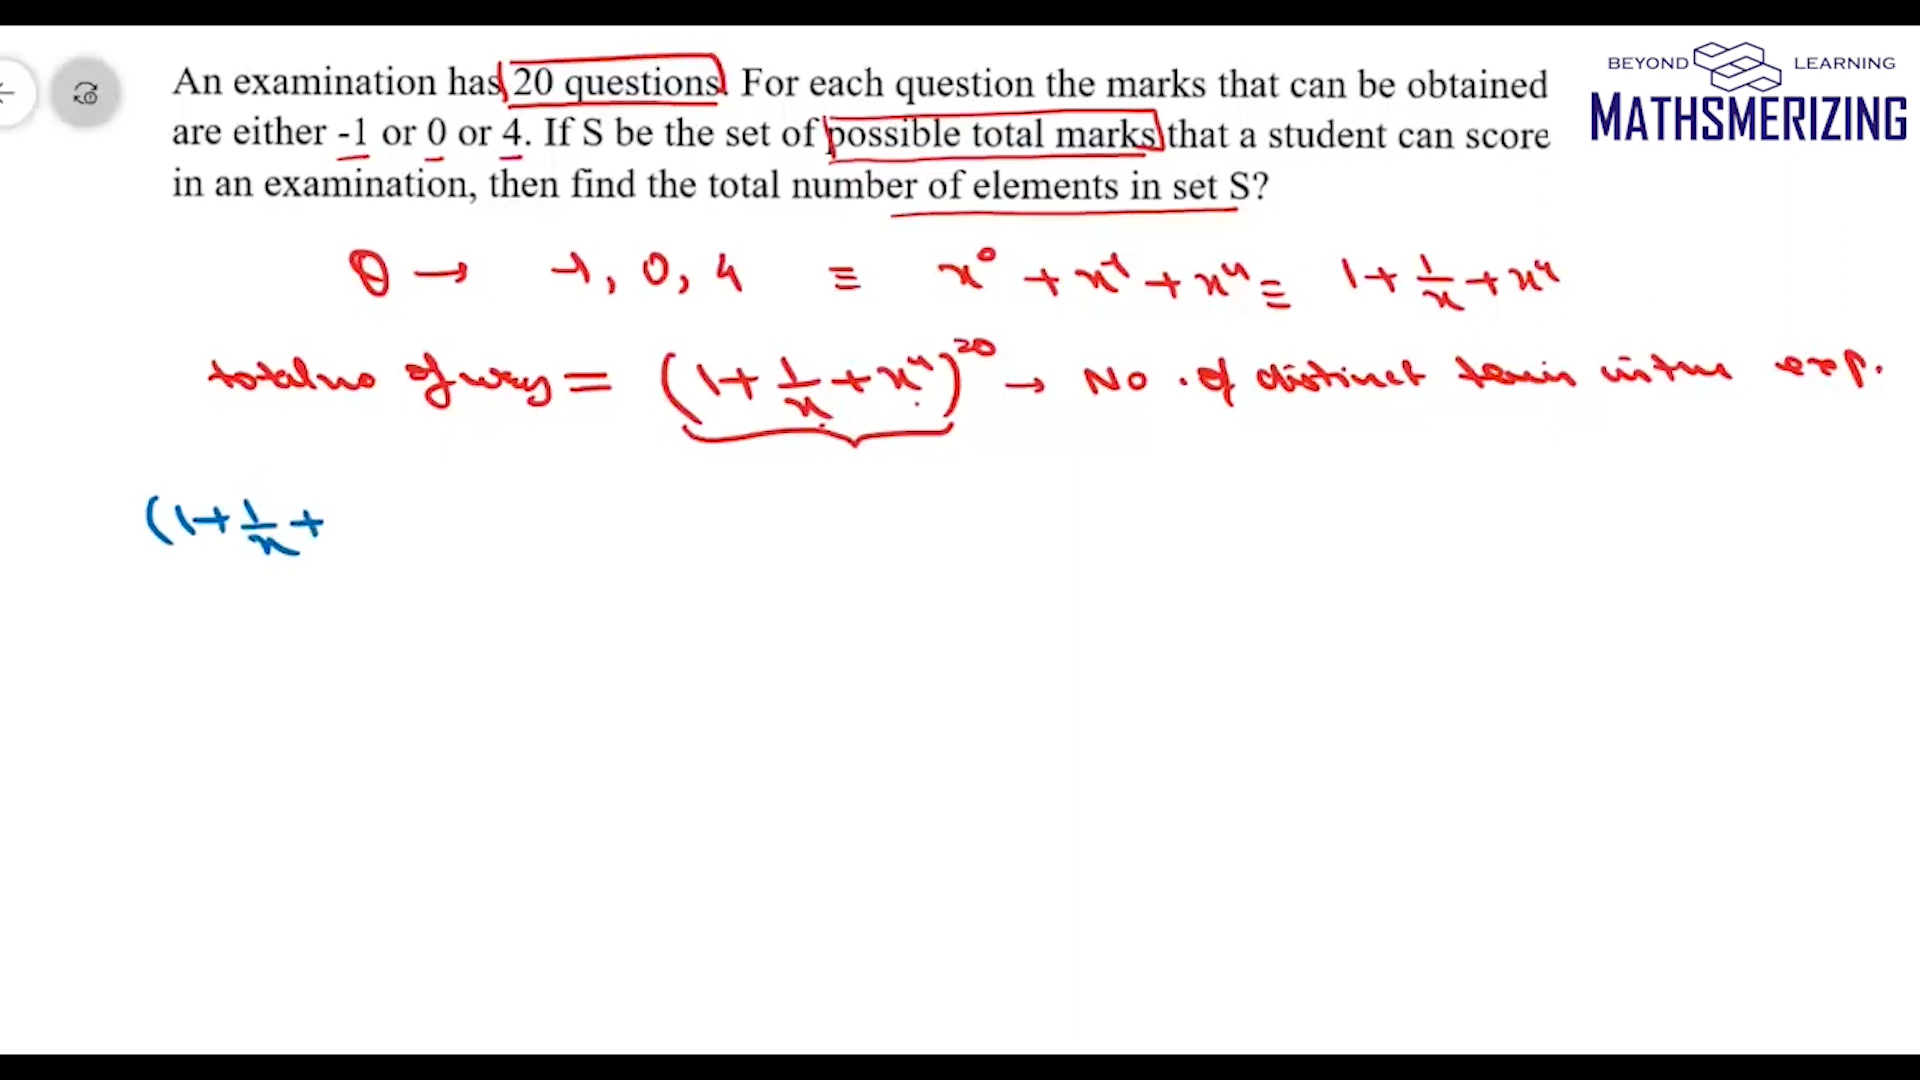 BEYOND LEARNING
MATHSMERIZING
An examination has 20 questions. For each question the marks that can be obtained
are either -1 or 0 or 4. If S be the set of possible total marks that a student can score
in an examination, then find the total number of elements in set S?
Q → -1, 0, 4 ≡ x⁰ + x⁻¹ + x⁴ ≡ 1 + 1/x + x⁴
total no of way = (1 + 1/x + x⁴)²⁰ → No. of distinct terms in the exp.
(1 + 1/x +